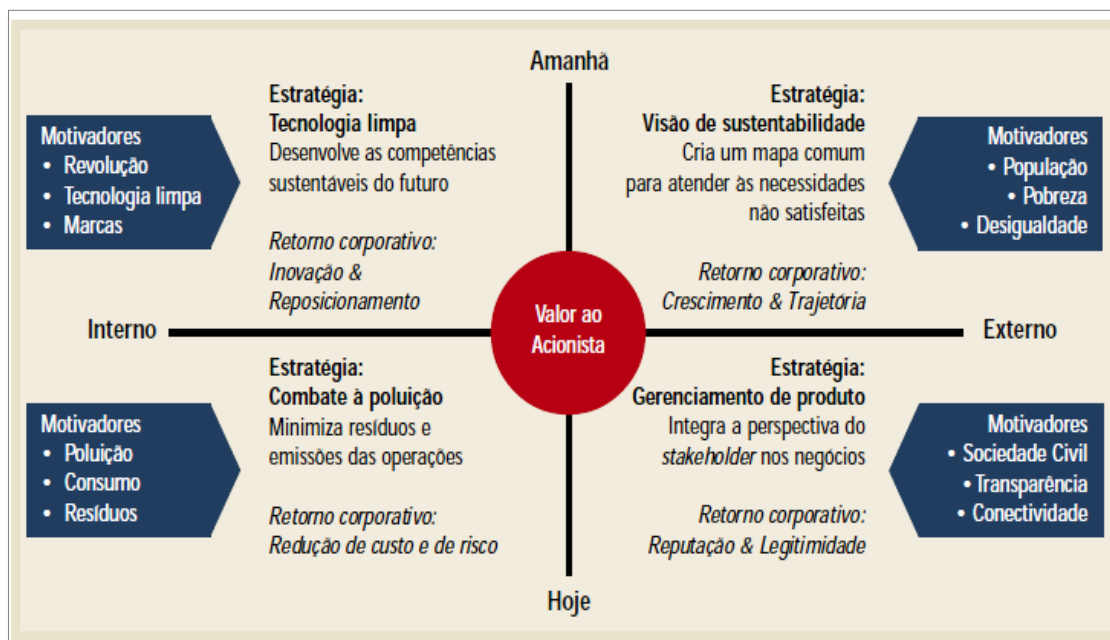 Amanhã
Motivadores
• Revolução
• Tecnologia limpa
• Marcas
Estratégia:
Tecnologia limpa
Desenvolve as competências
sustentáveis do futuro
Retorno corporativo:
Inovação &
Reposicionamento
Estratégia:
Visão de sustentabilidade
Cria um mapa comum
para atender às necessidades
não satisfeitas
Retorno corporativo:
Crescimento & Trajetória
Motivadores
• População
• Pobreza
• Desigualdade
Interno
Valor ao
Acionista
Externo
Motivadores
• Poluição
• Consumo
• Resíduos
Estratégia:
Combate à poluição
Minimiza resíduos e
emissões das operações
Retorno corporativo:
Redução de custo e de risco
Estratégia:
Gerenciamento de produto
Integra a perspectiva do
stakeholder nos negócios
Retorno corporativo:
Reputação & Legitimidade
Motivadores
• Sociedade Civil
• Transparência
• Conectividade
Hoje